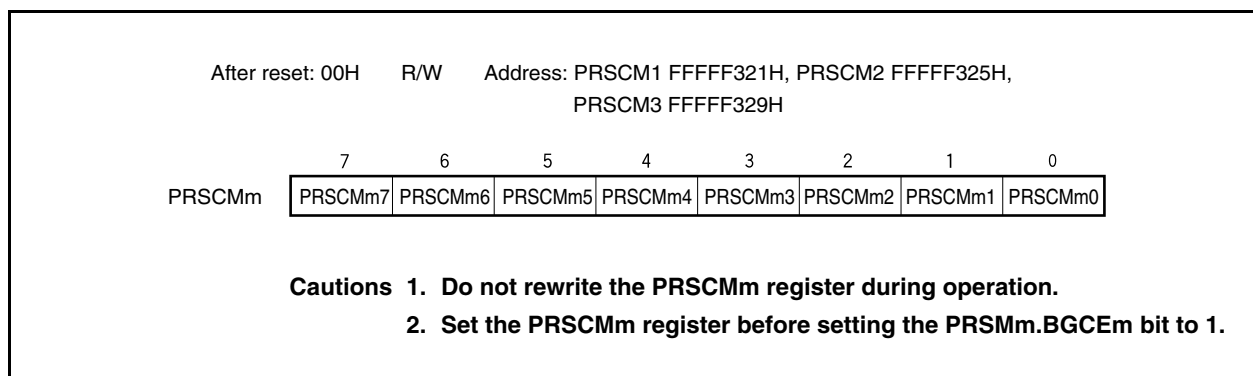 After reset: 00H R/W Address: PRSCM1 FFFFF321H, PRSCM2 FFFFF325H,
PRSCM3 FFFFF329H
7 6 5 4 3 2 1 0
PRSCMm PRSCMm7 PRSCMm6 PRSCMm5 PRSCMm4 PRSCMm3 PRSCMm2 PRSCMm1 PRSCMm0
Cautions 1. Do not rewrite the PRSCMm register during operation.
2. Set the PRSCMm register before setting the PRSMm.BGCEm bit to 1.